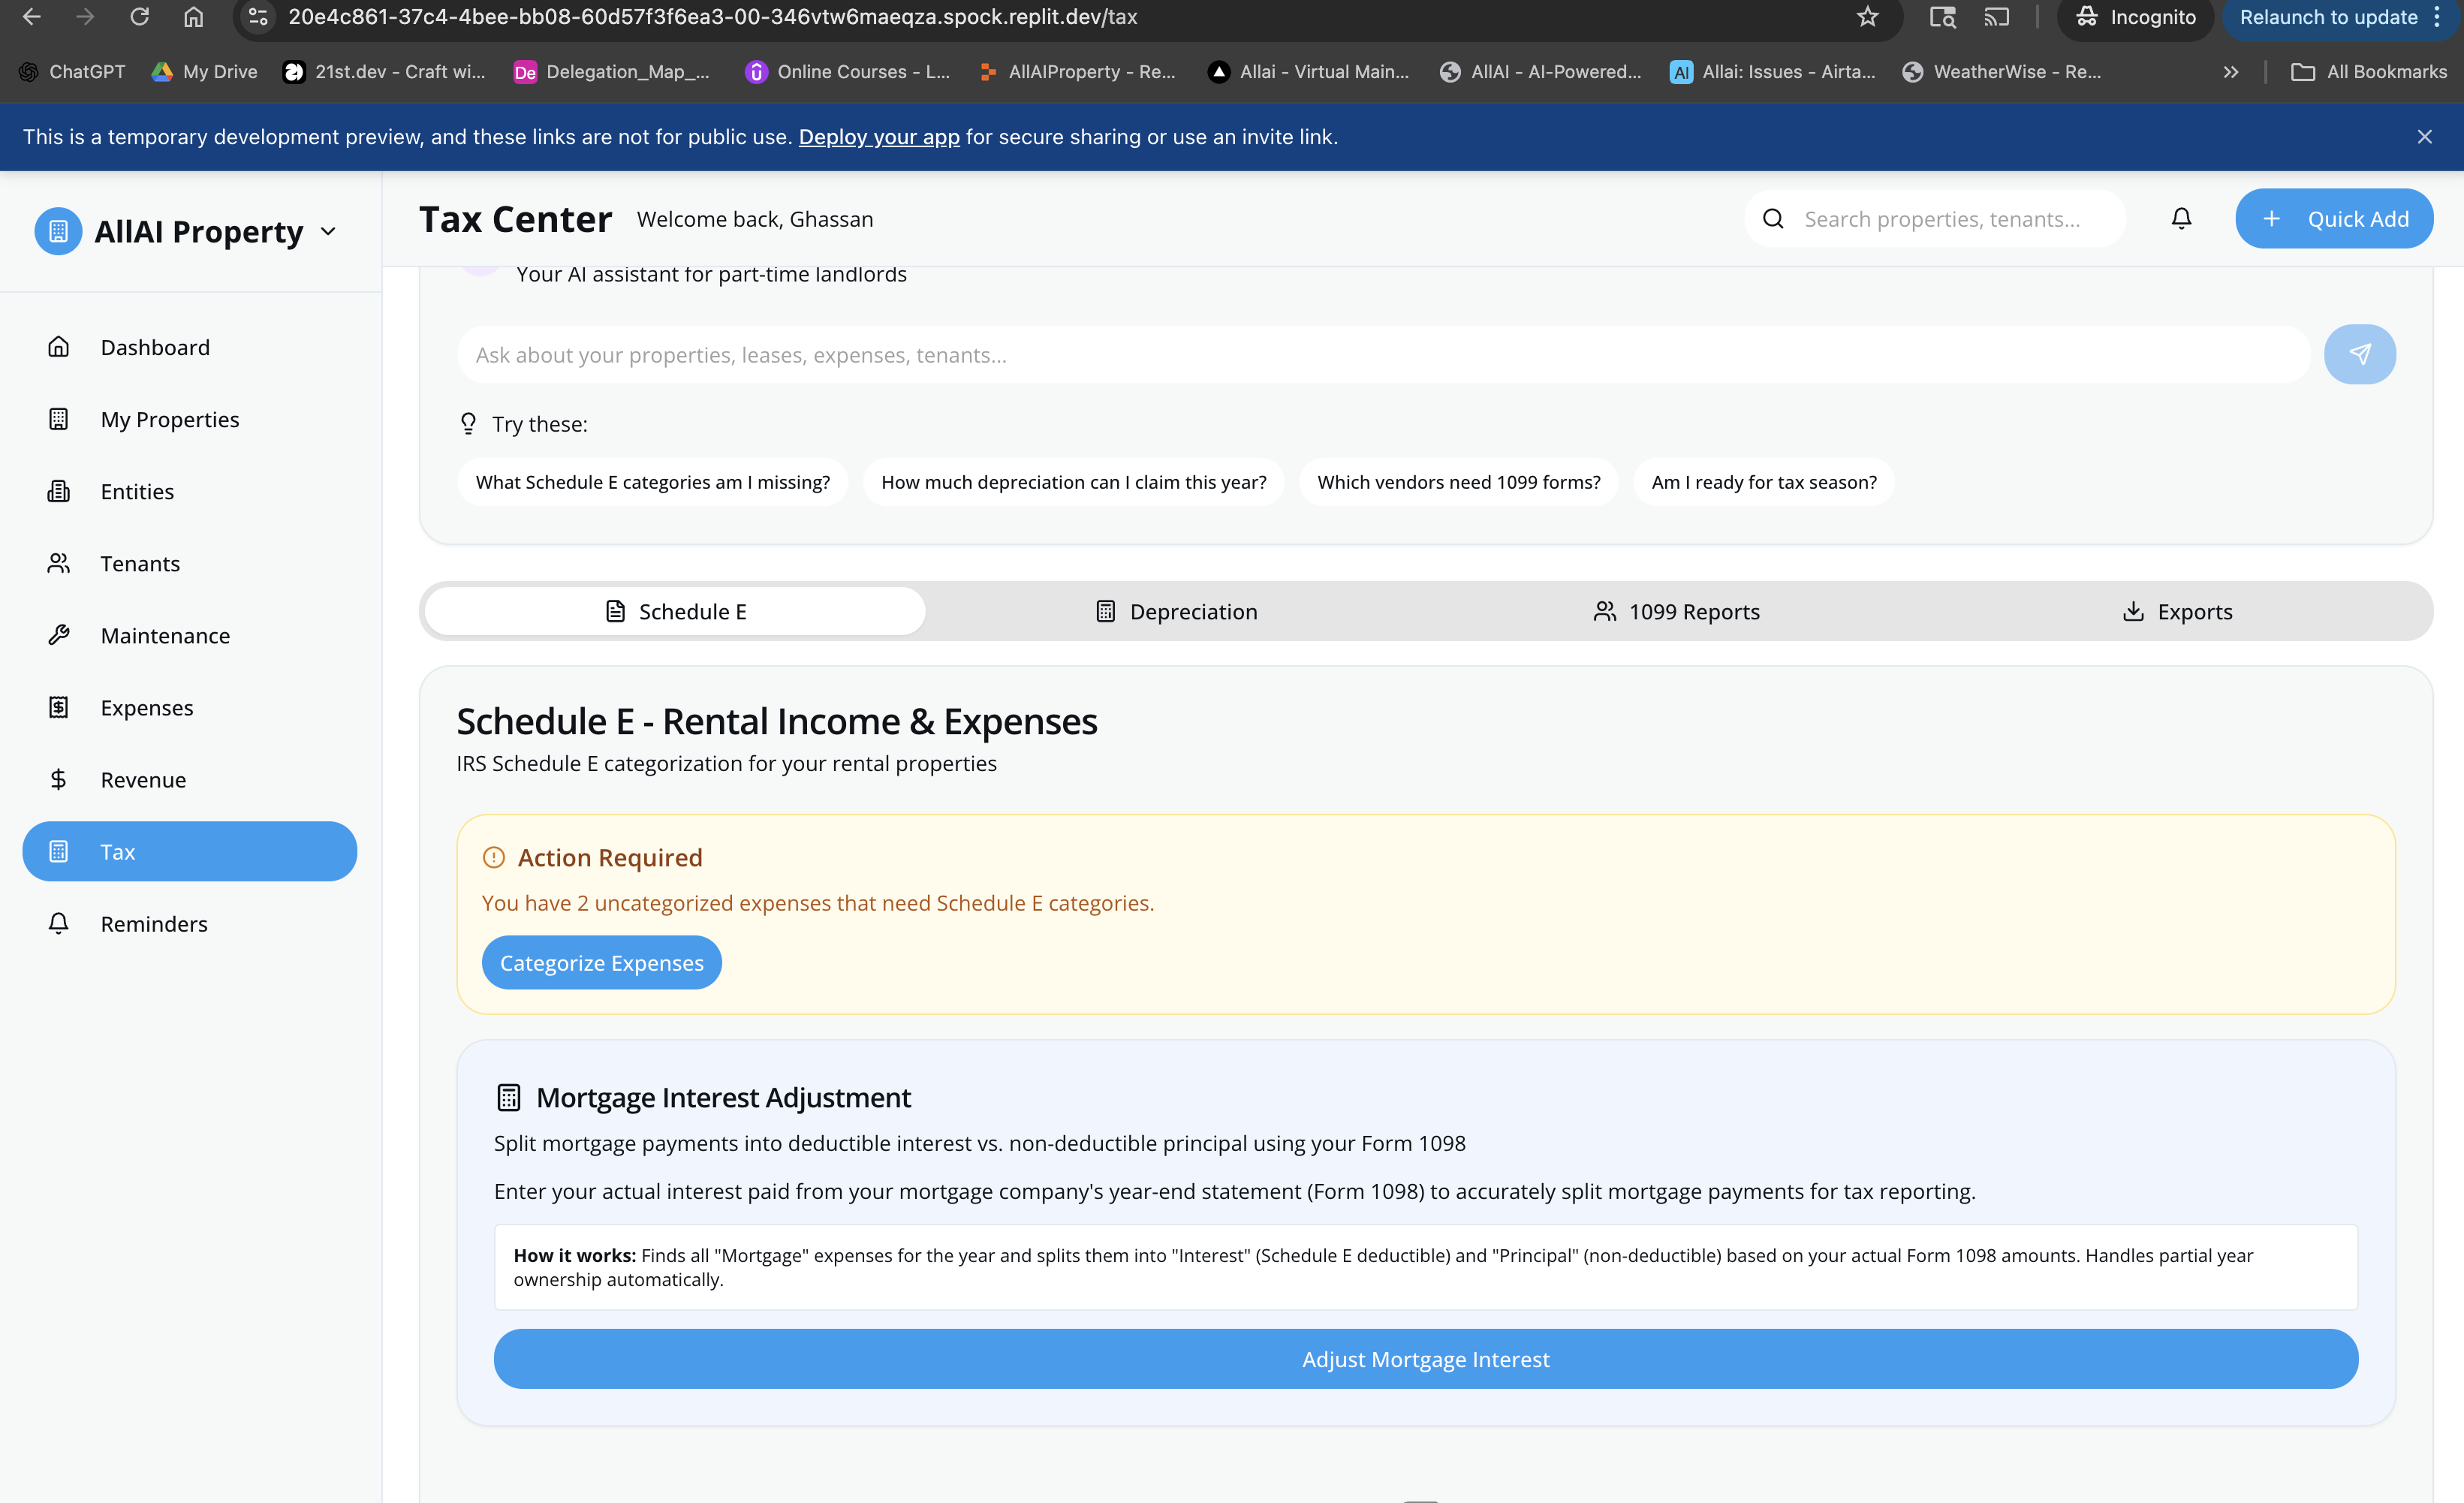 20e4c861-37c4-4bee-bb08-60d57f3f6ea3-00-346vtw6maeqza.spock.replit.dev/tax
Incognito
Relaunch to update
ChatGPT
My Drive
21st.dev - Craft wi...
De
Delegation_Map_...
Online Courses - L...
AllAIProperty - Re...
Allai - Virtual Main...
AllAI - AI-Powered...
AI
Allai: Issues - Airta...
WeatherWise - Re...
All Bookmarks
This is a temporary development preview, and these links are not for public use. Deploy your app for secure sharing or use an invite link.
AllAI Property
Tax Center
Welcome back, Ghassan
Search properties, tenants...
Quick Add
Dashboard
My Properties
Entities
Tenants
Maintenance
Expenses
Revenue
Tax
Reminders
Your AI assistant for part-time landlords
Ask about your properties, leases, expenses, tenants...
Try these:
What Schedule E categories am I missing?
How much depreciation can I claim this year?
Which vendors need 1099 forms?
Am I ready for tax season?
Schedule E
Depreciation
1099 Reports
Exports
Schedule E - Rental Income & Expenses
IRS Schedule E categorization for your rental properties
Action Required
You have 2 uncategorized expenses that need Schedule E categories.
Categorize Expenses
Mortgage Interest Adjustment
Split mortgage payments into deductible interest vs. non-deductible principal using your Form 1098
Enter your actual interest paid from your mortgage company's year-end statement (Form 1098) to accurately split mortgage payments for tax reporting.
How it works: Finds all "Mortgage" expenses for the year and splits them into "Interest" (Schedule E deductible) and "Principal" (non-deductible) based on your actual Form 1098 amounts. Handles partial year
ownership automatically.
Adjust Mortgage Interest